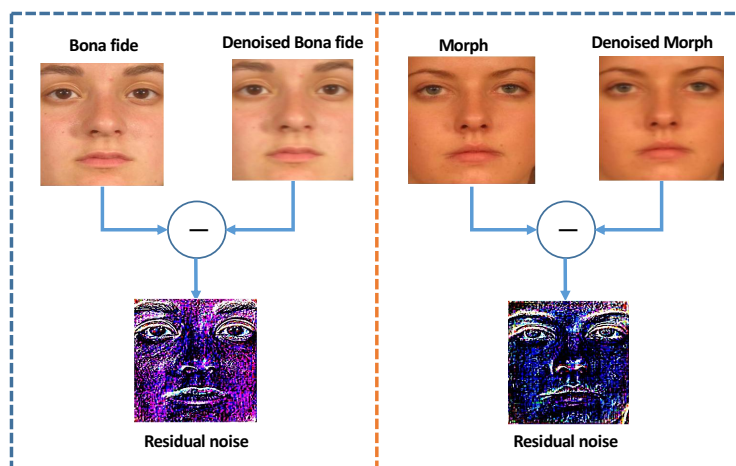 Bona fide
Denoised Bona fide
Morph
Denoised Morph
Residual noise
Residual noise